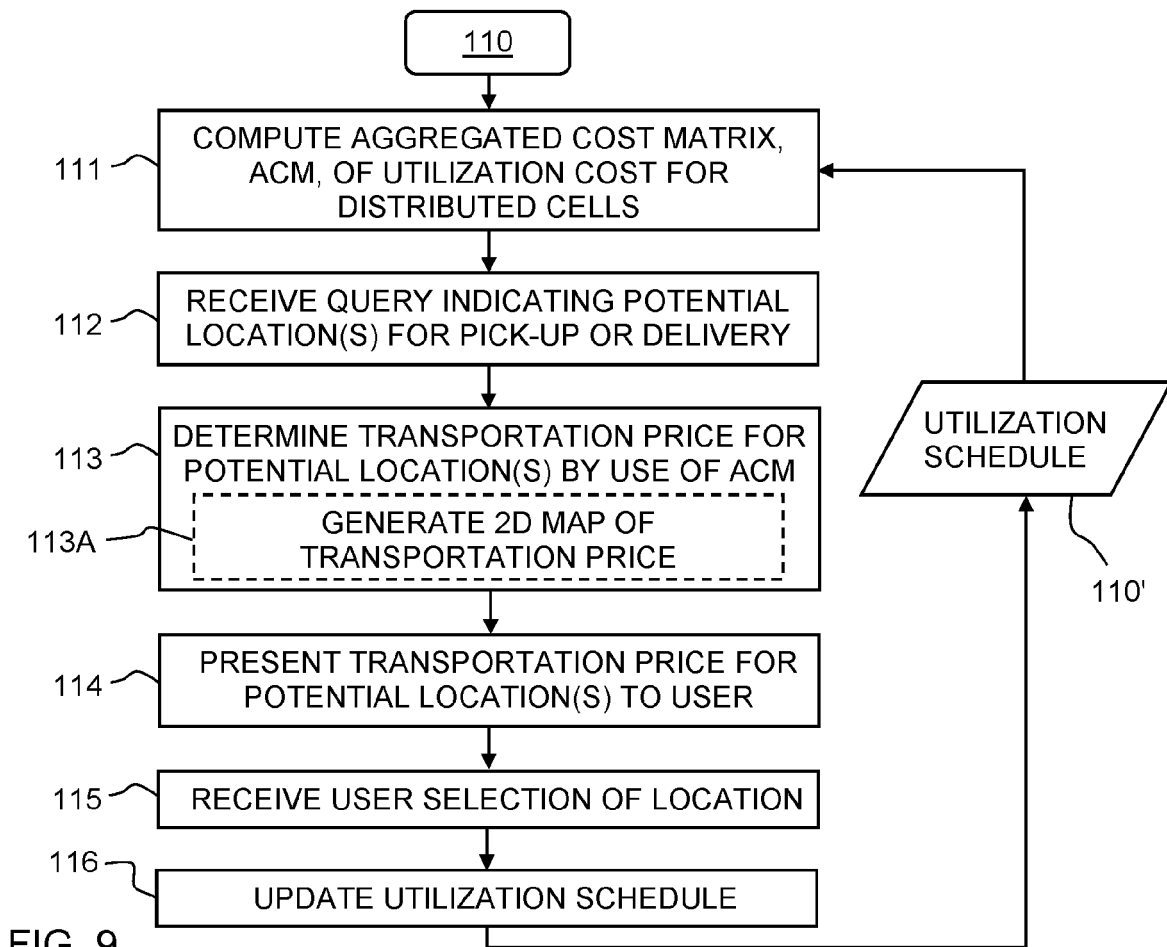 110
111
COMPUTE AGGREGATED COST MATRIX,
ACM, OF UTILIZATION COST FOR
DISTRIBUTED CELLS
112
RECEIVE QUERY INDICATING POTENTIAL
LOCATION(S) FOR PICK-UP OR DELIVERY
113
DETERMINE TRANSPORTATION PRICE FOR
POTENTIAL LOCATION(S) BY USE OF ACM
113A
GENERATE 2D MAP OF
TRANSPORTATION PRICE
UTILIZATION
SCHEDULE
110'
114
PRESENT TRANSPORTATION PRICE FOR
POTENTIAL LOCATION(S) TO USER
115
RECEIVE USER SELECTION OF LOCATION
116
UPDATE UTILIZATION SCHEDULE
FIG. 9